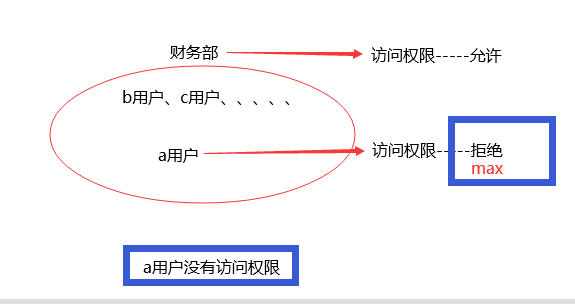 财务部
访问权限-----允许
b用户、c用户、、、、、
a用户
访问权限-----拒绝
max
a用户没有访问权限